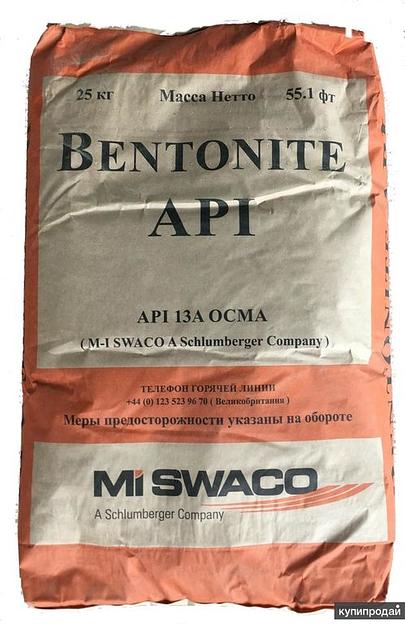 25 кг Масса Нетто 55.1 фт
BENTONITE
API
API 13A OCMA
( M-I SWACO A Schlumberger Company )
ТЕЛЕФОН ГОРЯЧЕЙ ЛИНИИ
+44 (0) 123 523 96 70 ( Великобритания )
Меры предосторожности указаны на обороте
Mi SWACO
A Schlumberger Company
купипродай